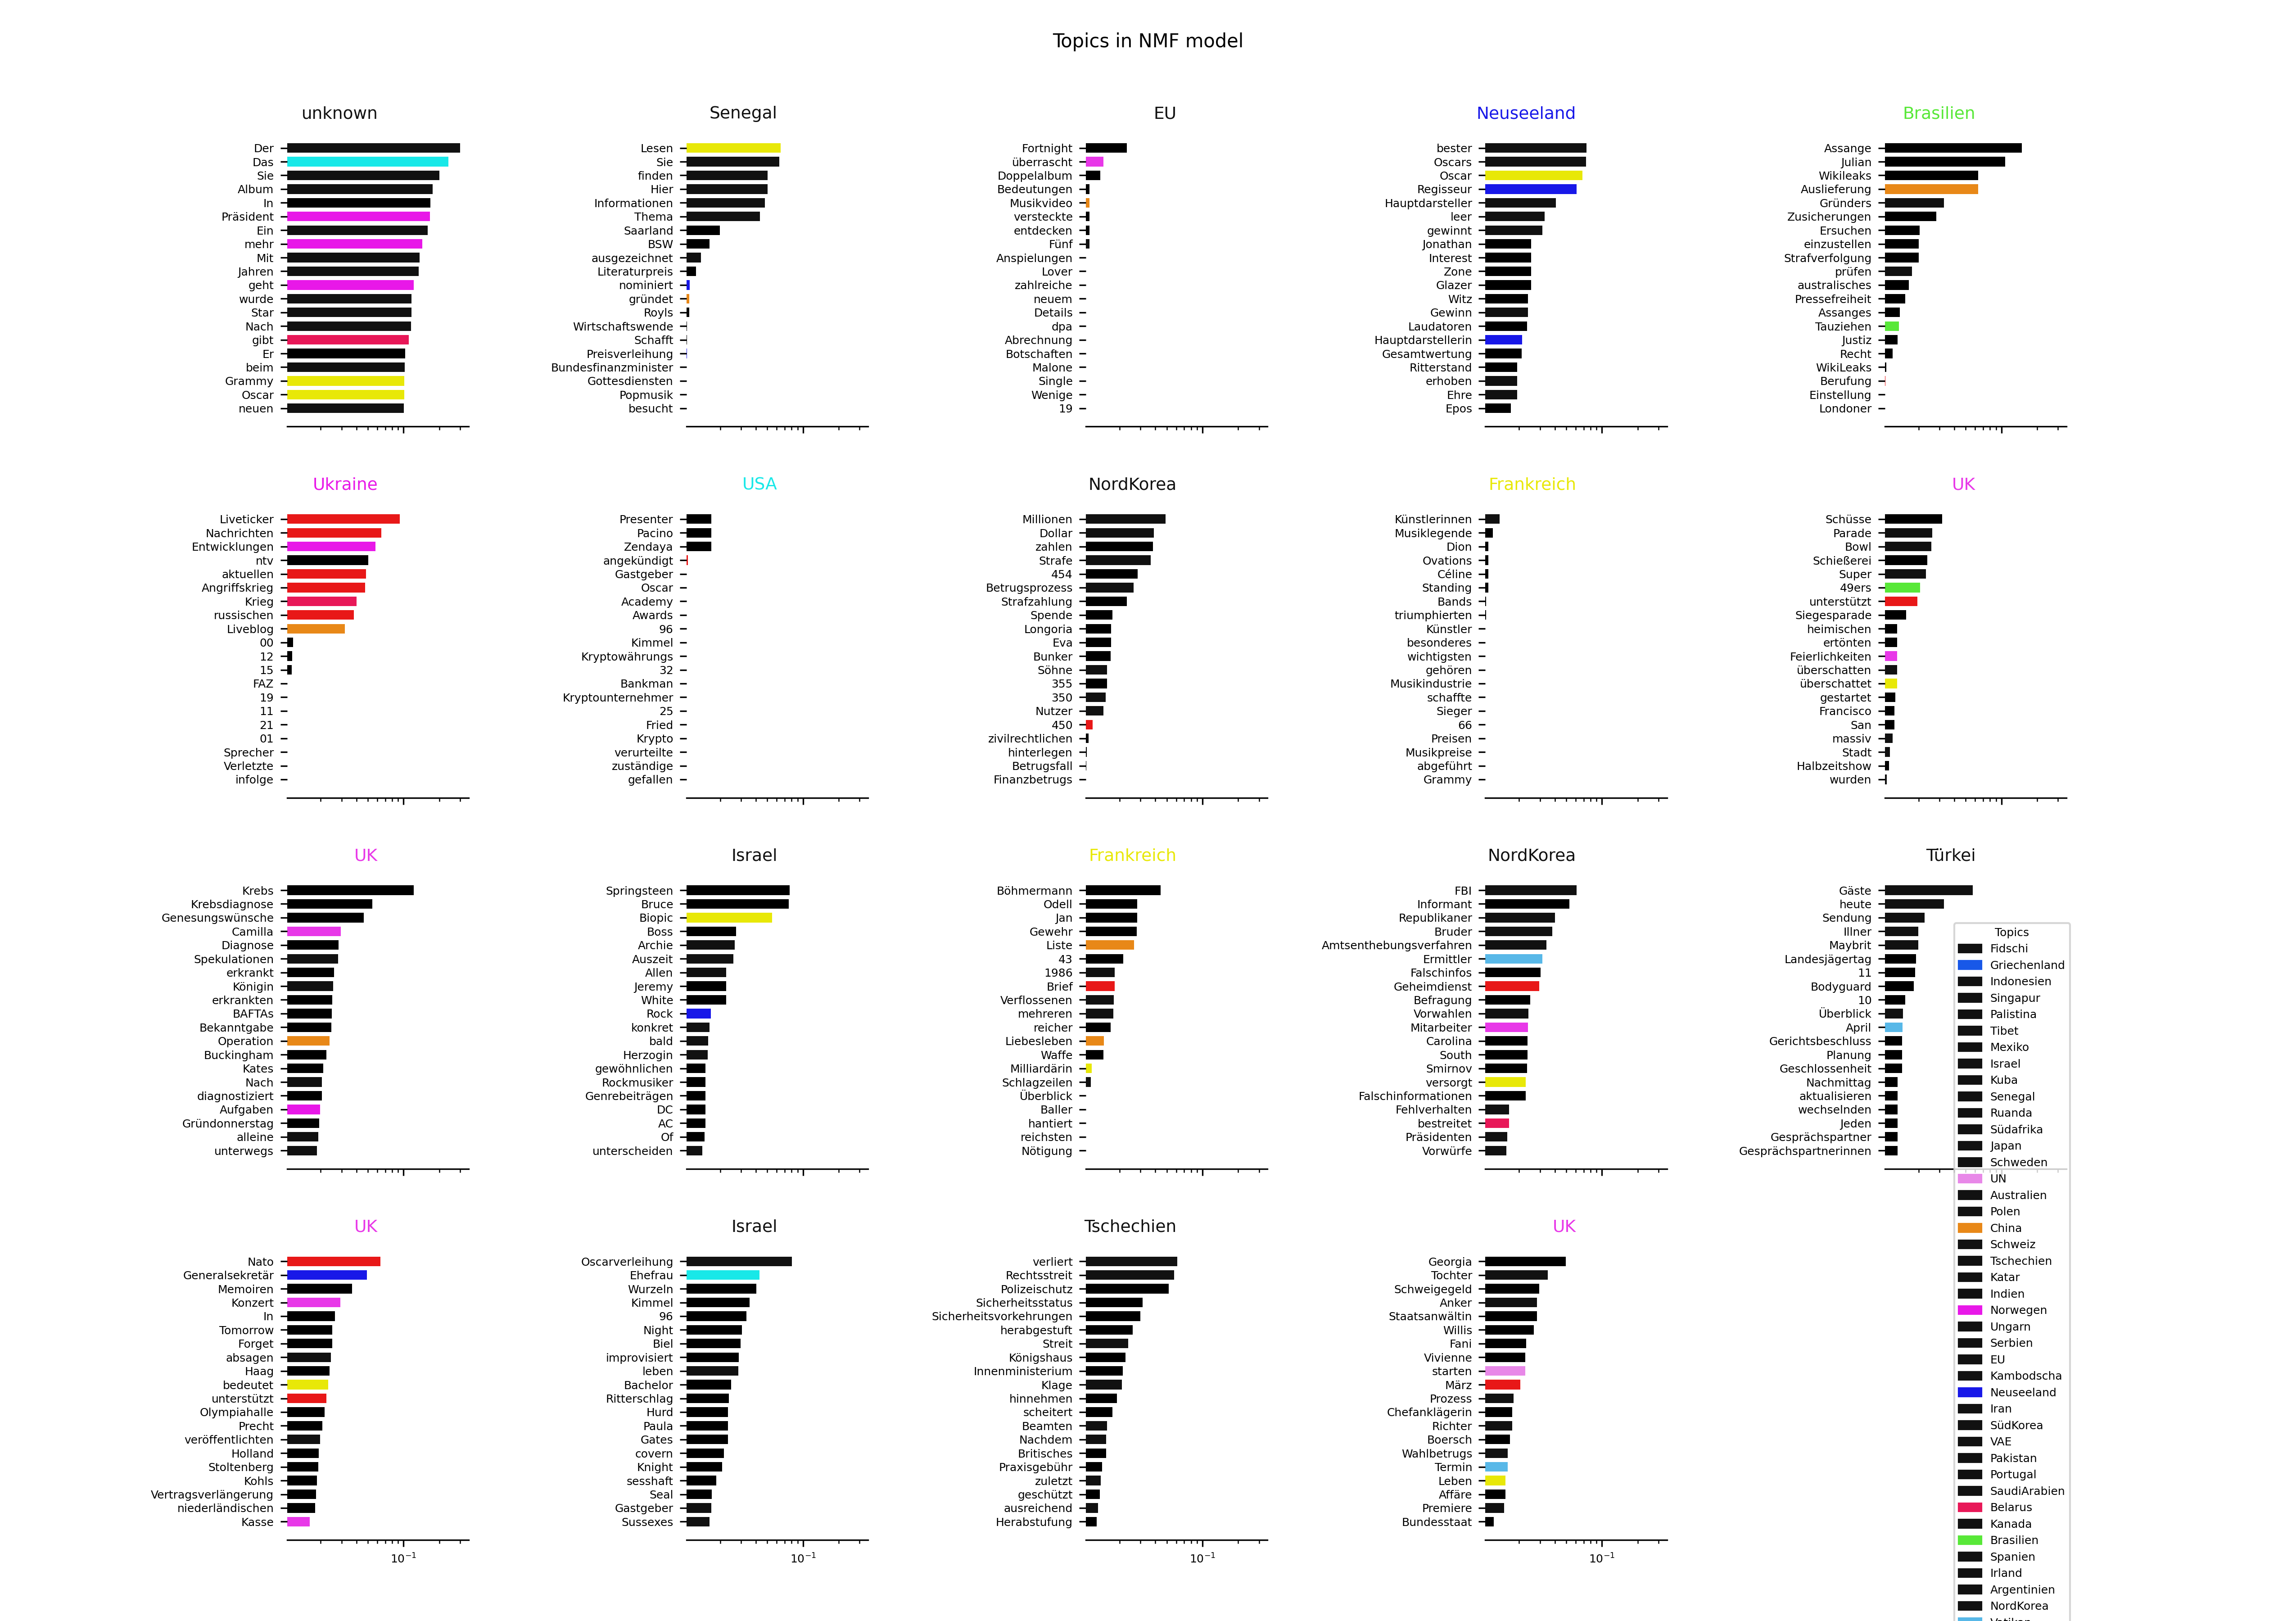 Topics in NMF model
unknown
Der
Das
Sie
Album
In
Präsident
Ein
mehr
Mit
Jahren
geht
wurde
Star
Nach
gibt
Er
beim
Grammy
Oscar
neuen
Senegal
Lesen
Sie
finden
Hier
Informationen
Thema
Saarland
BSW
ausgezeichnet
Literaturpreis
nominiert
gründet
Royls
Wirtschaftswende
Schafft
Preisverleihung
Bundesfinanzminister
Gottesdiensten
Popmusik
besucht
EU
Fortnight
überrascht
Doppelalbum
Bedeutungen
Musikvideo
versteckte
entdecken
Fünf
Anspielungen
Lover
zahlreiche
neuem
Details
dpa
Abrechnung
Botschaften
Malone
Single
Wenige
19
Neuseeland
bester
Oscars
Oscar
Regisseur
Hauptdarsteller
leer
gewinnt
Jonathan
Interest
Zone
Glazer
Witz
Gewinn
Laudatoren
Hauptdarstellerin
Gesamtwertung
Ritterstand
erhoben
Ehre
Epos
Brasilien
Assange
Julian
Wikileaks
Auslieferung
Gründers
Zusicherungen
Ersuchen
einzustellen
Strafverfolgung
prüfen
australisches
Pressefreiheit
Assanges
Tauziehen
Justiz
Recht
WikiLeaks
Berufung
Einstellung
Londoner
Ukraine
Liveticker
Nachrichten
Entwicklungen
ntv
aktuellen
Angriffskrieg
Krieg
russischen
Liveblog
00
12
15
FAZ
19
11
21
01
Sprecher
Verletzte
infolge
USA
Presenter
Pacino
Zendaya
angekündigt
Gastgeber
Oscar
Academy
Awards
96
Kimmel
Kryptowährungs
32
Bankman
Kryptounternehmer
25
Fried
Krypto
verurteilte
zuständige
gefallen
NordKorea
Millionen
Dollar
zahlen
Strafe
454
Betrugsprozess
Strafzahlung
Spende
Longoria
Eva
Bunker
Söhne
355
350
Nutzer
450
zivilrechtlichen
hinterlegen
Betrugsfall
Finanzbetrugs
Frankreich
Künstlerinnen
Musiklegende
Dion
Ovations
Céline
Standing
Bands
triumphierten
Künstler
besonderes
wichtigsten
gehören
Musikindustrie
schaffte
Sieger
66
Preisen
Musikpreise
abgeführt
Grammy
UK
Schüsse
Parade
Bowl
Schießerei
Super
49ers
unterstützt
Siegesparade
heimischen
ertönten
Feierlichkeiten
überschatten
überschattet
gestartet
Francisco
San
massiv
Stadt
Halbzeitshow
wurden
UK
Krebs
Krebsdiagnose
Genesungswünsche
Camilla
Diagnose
Spekulationen
erkrankt
Königin
erkrankten
BAFTAs
Bekanntgabe
Operation
Buckingham
Kates
Nach
diagnostiziert
Aufgaben
Gründonnerstag
alleine
unterwegs
Israel
Springsteen
Bruce
Biopic
Boss
Archie
Auszeit
Allen
Jeremy
White
Rock
konkret
bald
Herzogin
gewöhnlichen
Rockmusiker
Genrebeiträgen
DC
AC
Of
unterscheiden
Frankreich
Böhmermann
Odell
Jan
Gewehr
Liste
43
1986
Brief
Verflossenen
mehreren
reicher
Liebesleben
Waffe
Milliardärin
Schlagzeilen
Überblick
Baller
hantiert
reichsten
Nötigung
NordKorea
FBI
Informant
Republikaner
Bruder
Amtsenthebungsverfahren
Ermittler
Falschinfos
Geheimdienst
Befragung
Vorwahlen
Mitarbeiter
Carolina
South
Smirnov
versorgt
Falschinformationen
Fehlverhalten
bestreitet
Präsidenten
Vorwürfe
Türkei
Gäste
heute
Sendung
Illner
Maybrit
Landesjägertag
11
Bodyguard
10
Überblick
April
Gerichtsbeschluss
Planung
Geschlossenheit
Nachmittag
aktualisieren
wechselnden
Jeden
Gesprächspartner
Gesprächspartnerinnen
UK
Nato
Generalsekretär
Memoiren
Konzert
In
Tomorrow
Forget
absagen
Haag
bedeutet
unterstützt
Olympiahalle
Precht
veröffentlichten
Holland
Stoltenberg
Kohls
Vertragsverlängerung
niederländischen
Kasse
10⁻¹
Israel
Oscarverleihung
Ehefrau
Wurzeln
Kimmel
96
Night
Biel
improvisiert
leben
Bachelor
Ritterschlag
Hurd
Paula
Gates
covern
Knight
sesshaft
Seal
Gastgeber
Sussexes
10⁻¹
Tschechien
verliert
Rechtsstreit
Polizeischutz
Sicherheitsstatus
Sicherheitsvorkehrungen
herabgestuft
Streit
Königshaus
Innenministerium
Klage
hinnehmen
scheitert
Beamten
Nachdem
Britisches
Praxisgebühr
zuletzt
geschützt
ausreichend
Herabstufung
10⁻¹
UK
Georgia
Tochter
Schweigegeld
Anker
Staatsanwältin
Willis
Fani
Vivienne
starten
März
Prozess
Chefanklägerin
Richter
Boersch
Wahlbetrugs
Termin
Leben
Affäre
Premiere
Bundesstaat
10⁻¹
Topics
Fidschi
Griechenland
Indonesien
Singapur
Palistina
Tibet
Mexiko
Israel
Kuba
Senegal
Ruanda
Südafrika
Japan
Schweden
UN
Australien
Polen
China
Schweiz
Tschechien
Katar
Indien
Norwegen
Ungarn
Serbien
EU
Kambodscha
Neuseeland
Iran
SüdKorea
VAE
Pakistan
Portugal
SaudiArabien
Belarus
Kanada
Brasilien
Spanien
Irland
Argentinien
NordKorea